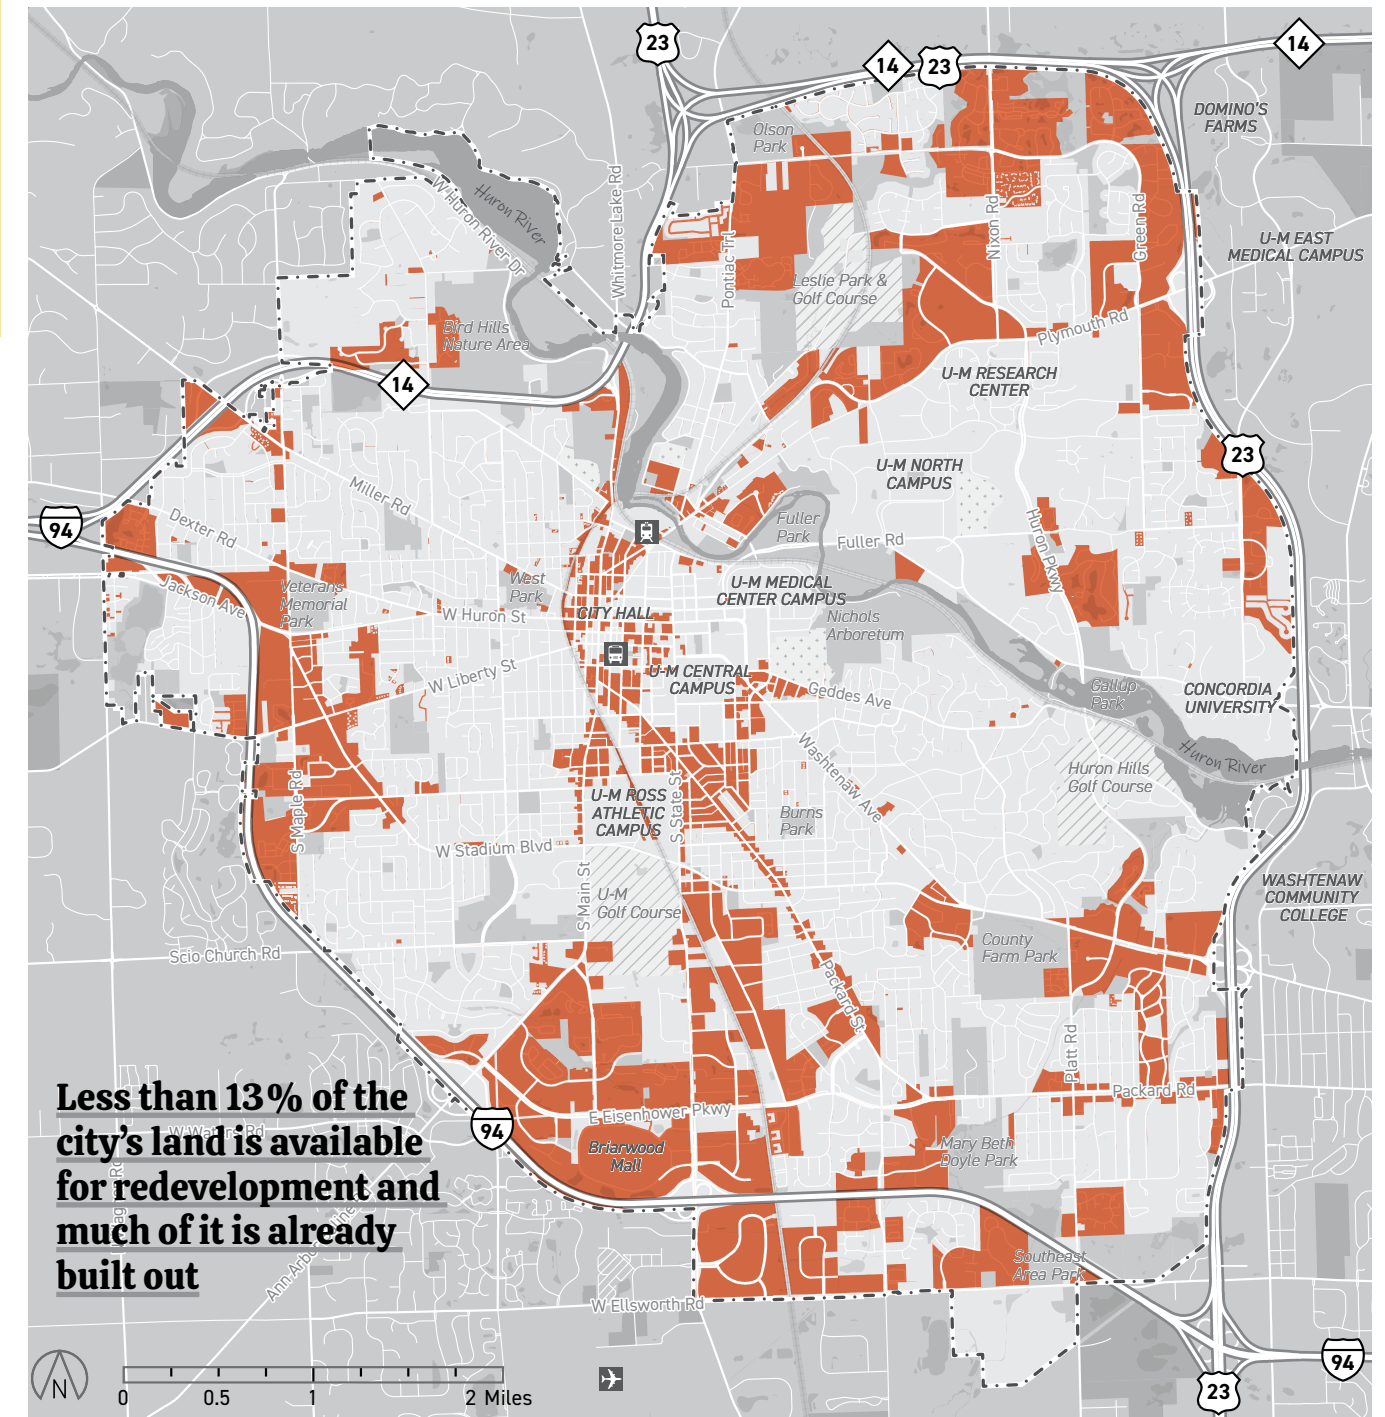 23
14
23
14
DOMINO'S
FARMS
Olson
Park
Huron River
W Huron River Dr
Whitmore Lake Rd
Pontiac Trl
Nixon Rd
Green Rd
U-M EAST
MEDICAL CAMPUS
Leslie Park &
Golf Course
Bird Hills
Nature Area
Plymouth Rd
14
U-M RESEARCH
CENTER
23
U-M NORTH
CAMPUS
Miller Rd
94
Dexter Rd
Fuller
Park
Fuller Rd
Huron Pkwy
Jackson Ave
Veterans
Memorial
Park
West
Park
U-M MEDICAL
CENTER CAMPUS
W Huron St
CITY HALL
Nichols
Arboretum
W Liberty St
U-M CENTRAL
CAMPUS
Geddes Ave
Gallup
Park
CONCORDIA
UNIVERSITY
Huron River
Washtenaw Ave
Huron Hills
Golf Course
S Maple Rd
U-M ROSS
ATHLETIC
CAMPUS
S State St
Burns
Park
W Stadium Blvd
S Main St
U-M
Golf Course
WASHTENAW
COMMUNITY
COLLEGE
Scio Church Rd
County
Farm Park
Packard St
Platt Rd
Packard Rd
Less than 13% of the
city's land is available
for redevelopment and
much of it is already
built out
94
E Eisenhower Pkwy
Briarwood
Mall
Mary Beth
Doyle Park
Southeast
Area Park
W Ellsworth Rd
94
23
N
0 0.5 1 2 Miles